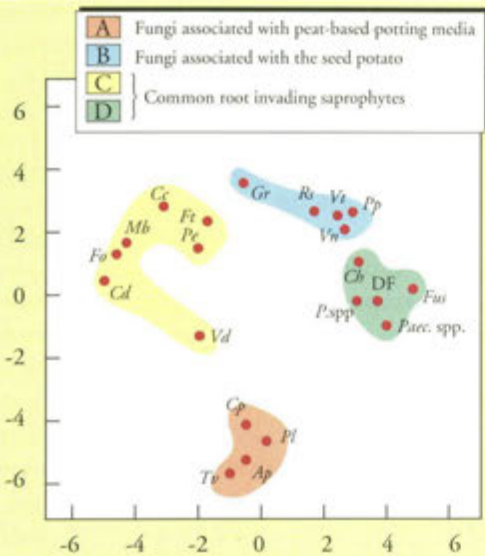 A Fungi associated with peat-based potting media
B Fungi associated with the seed potato
C
D
Common root invading saprophytes
6
4
2
0
-2
-4
-6
Gr
Rs
Vt
Pp
Vn
Cc
Ft
Pe
Mb
Fo
Cd
Vd
Ch
DF
Fus
P.spp
Paec. spp.
Cp
Pl
Tv
Ap
-6 -4 -2 0 2 4 6